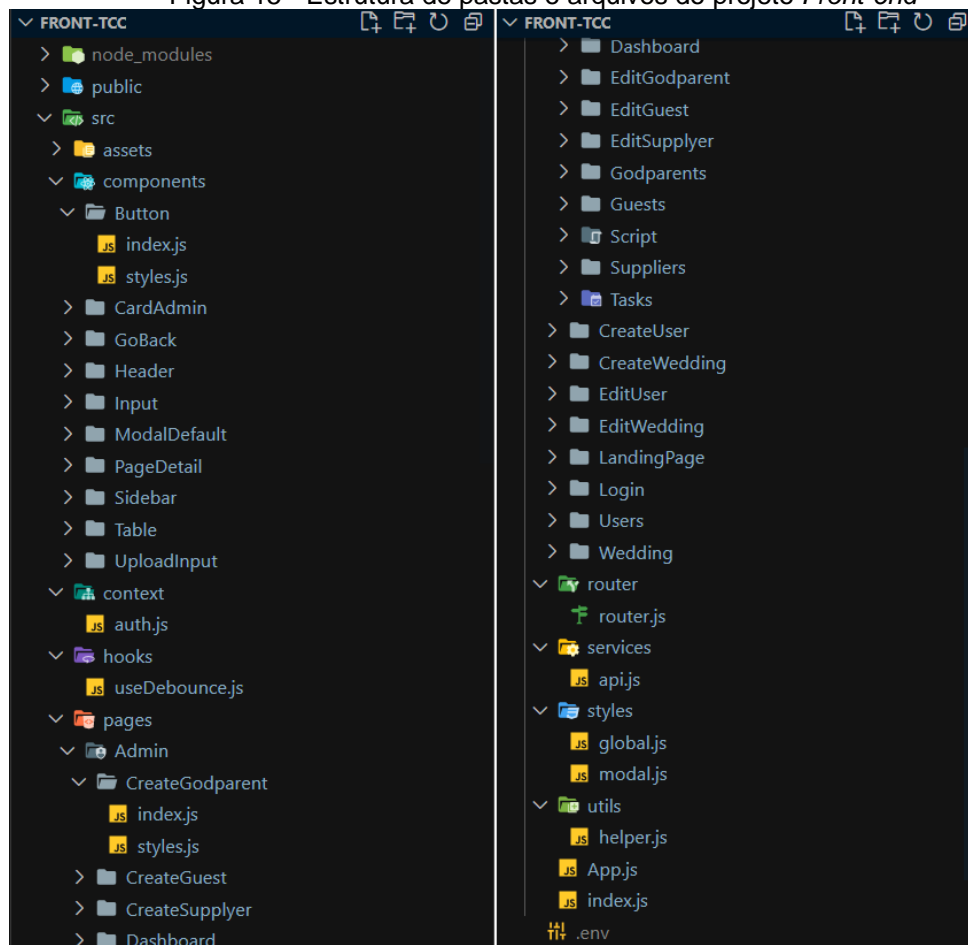 Figura 18 - Estrutura de pastas e arquivos do projeto Front-end
FRONT-TCC
node_modules
public
src
assets
components
Button
index.js
styles.js
CardAdmin
GoBack
Header
Input
ModalDefault
PageDetail
Sidebar
Table
UploadInput
context
auth.js
hooks
useDebounce.js
pages
Admin
CreateGodparent
index.js
styles.js
CreateGuest
CreateSupplyer
Dashboard
FRONT-TCC
Dashboard
EditGodparent
EditGuest
EditSupplyer
Godparents
Guests
Script
Suppliers
Tasks
CreateUser
CreateWedding
EditUser
EditWedding
LandingPage
Login
Users
Wedding
router
router.js
services
api.js
styles
global.js
modal.js
utils
helper.js
App.js
index.js
.env